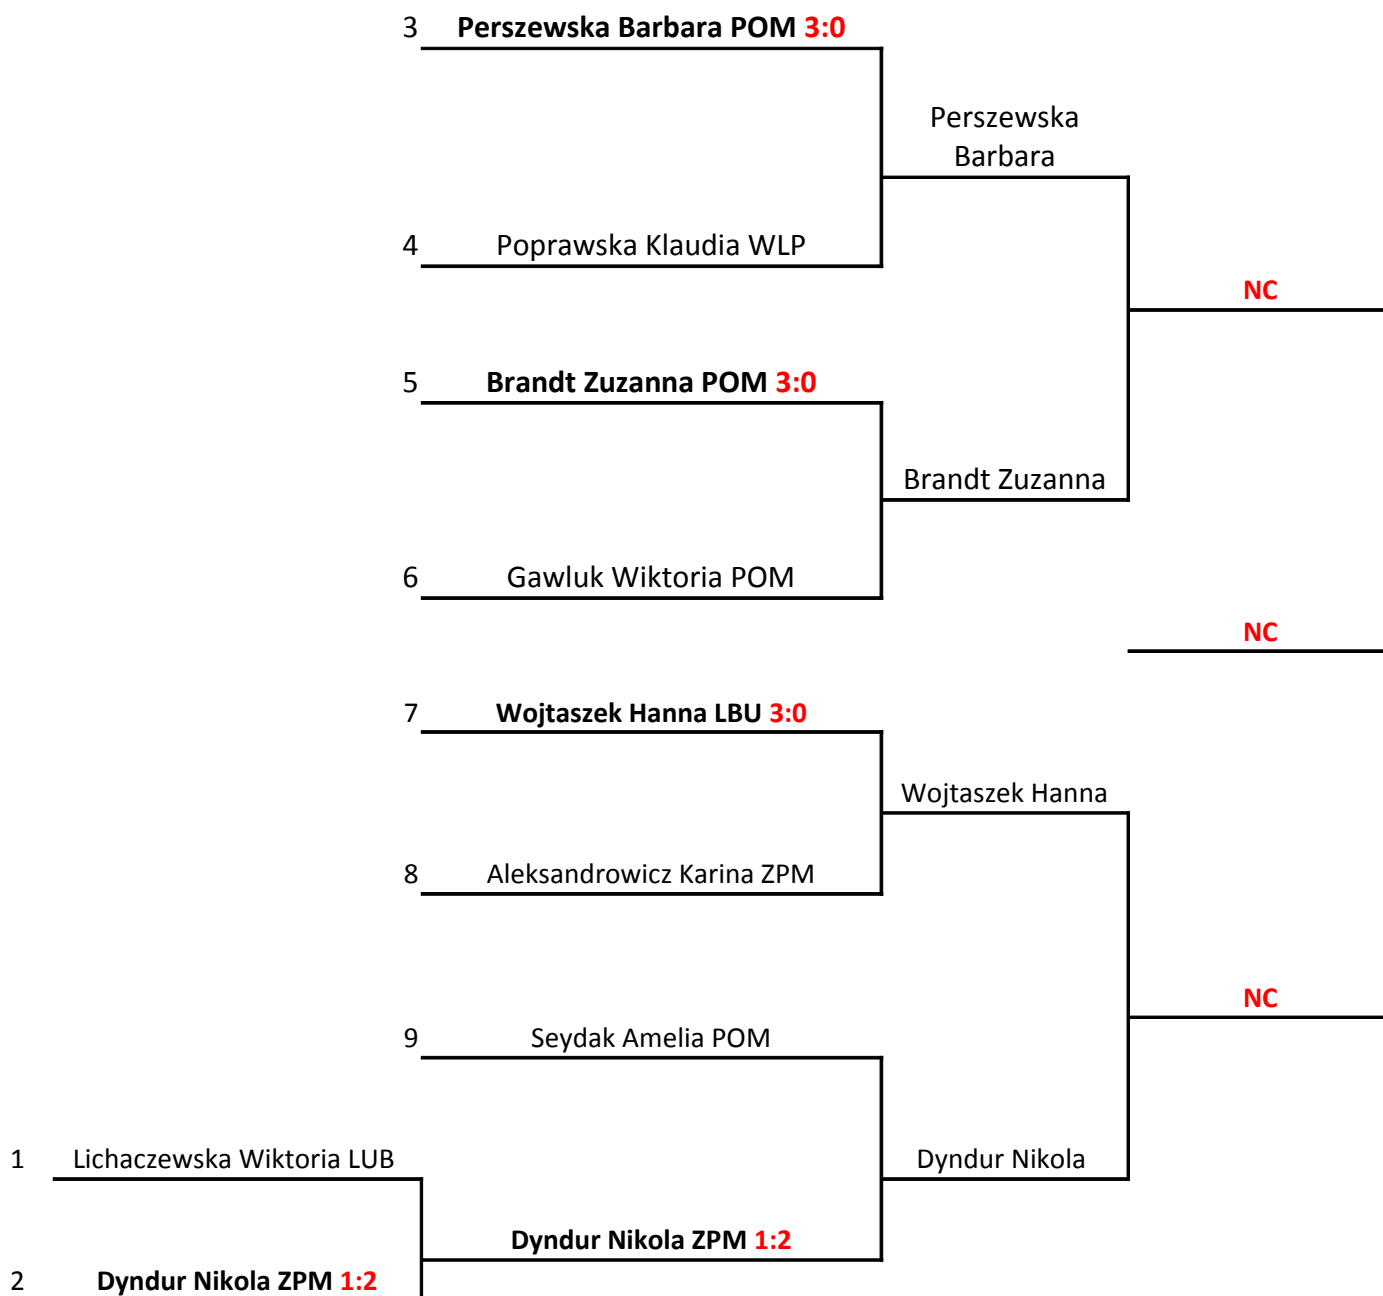 3 Perszewska Barbara POM 3:0
Perszewska
Barbara
4 Poprawska Klaudia WLP
NC
5 Brandt Zuzanna POM 3:0
Brandt Zuzanna
6 Gawluk Wiktoria POM
NC
7 Wojtaszek Hanna LBU 3:0
Wojtaszek Hanna
8 Aleksandrowicz Karina ZPM
NC
9 Seydak Amelia POM
1 Lichaczewska Wiktoria LUB
Dyndur Nikola
Dyndur Nikola ZPM 1:2
2 Dyndur Nikola ZPM 1:2